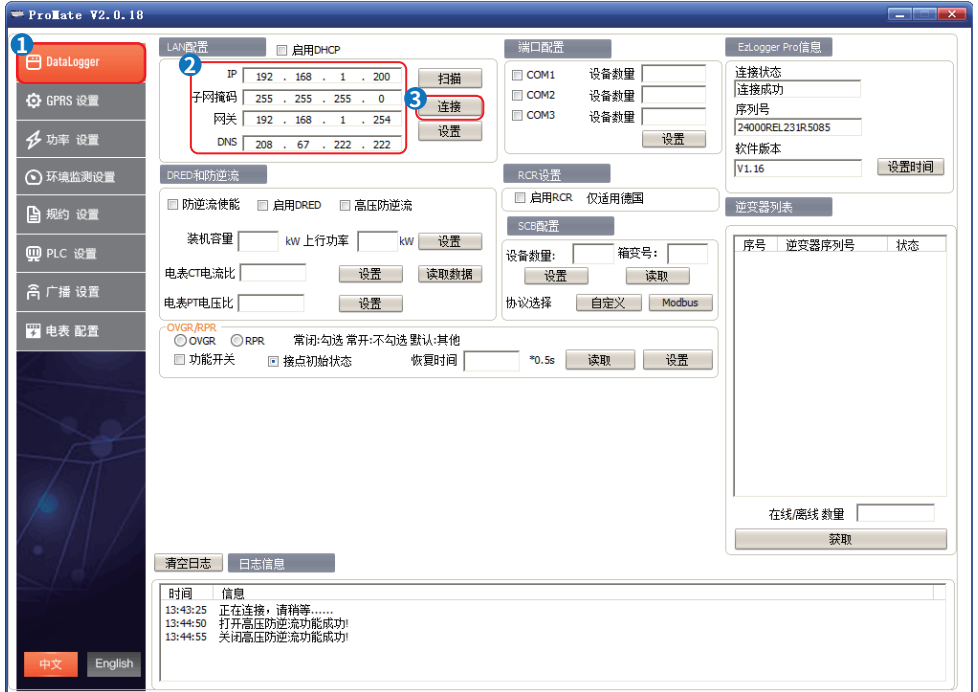 ProMate V2.0.18
1
DataLogger
GPRS 设置
功率 设置
环境监测设置
规约 设置
PLC 设置
广播 设置
电表 配置
中文
English
LAN配置
启用DHCP
2
IP 192 . 168 . 1 . 200
扫描
子网掩码 255 . 255 . 255 . 0
3
连接
网关 192 . 168 . 1 . 254
设置
DNS 208 . 67 . 222 . 222
端口配置
COM1 设备数量
COM2 设备数量
COM3 设备数量
设置
EzLogger Pro信息
连接状态
连接成功
序列号
24000REL231R5085
软件版本
V1.16
设置时间
DRED和防逆流
防逆流使能 启用DRED 高压防逆流
装机容量 kW 上行功率 kW 设置
电表CT电流比 设置 读取数据
电表PT电压比 设置
RCR设置
启用RCR 仅适用德国
SCB配置
设备数量: 箱变号:
设置 读取
协议选择 自定义 Modbus
逆变器列表
序号 逆变器序列号 状态
在线/离线 数量
获取
OVGR/RPR
OVGR RPR 常闭:勾选 常开:不勾选 默认:其他
功能开关 接点初始状态 恢复时间 *0.5s 读取 设置
清空日志 日志信息
时间 信息
13:43:25 正在连接，请稍等......
13:44:50 打开高压防逆流功能成功!
13:44:55 关闭高压防逆流功能成功!